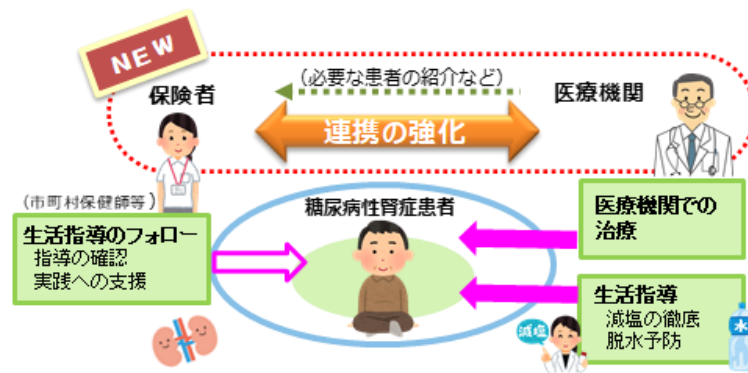 NEW
(必要な患者の紹介など)
保険者
医療機関
連携の強化
(市町村保健師等)
糖尿病性腎症患者
生活指導のフォロー
指導の確認
実践への支援
医療機関での
治療
生活指導
減塩の徹底
脱水予防
減塩
水